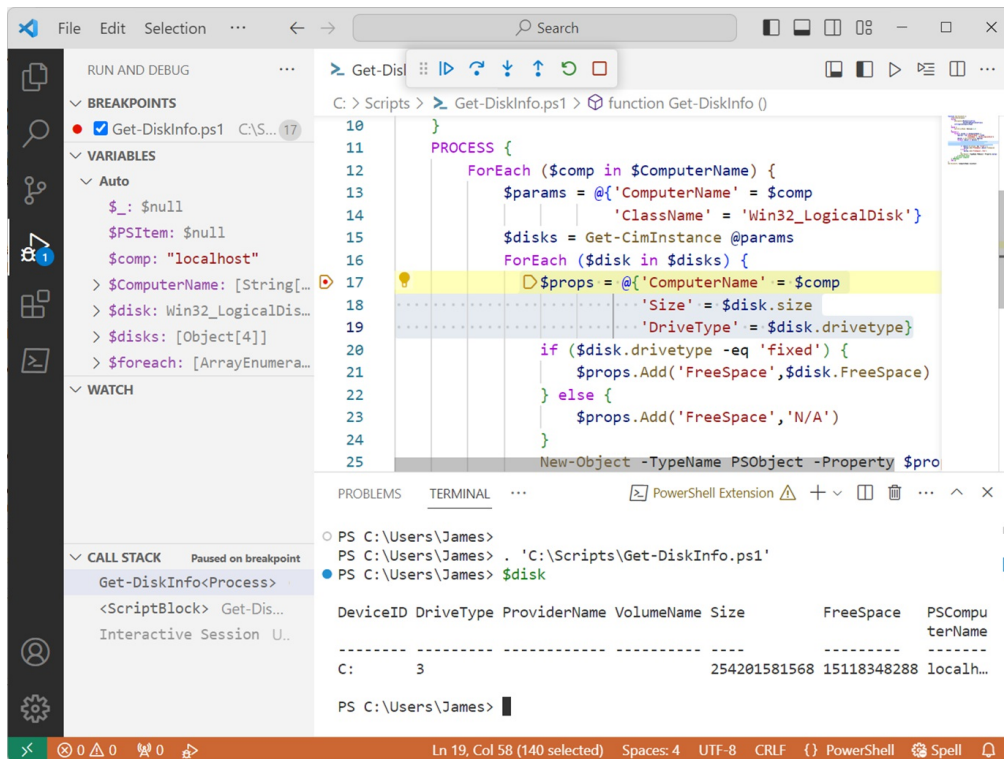 File Edit Selection ··· Search
RUN AND DEBUG ···
BREAKPOINTS
Get-DiskInfo.ps1 C:\S... 17
VARIABLES
Auto
$_: $null
$PSItem: $null
$comp: "localhost"
$ComputerName: [String[…
$disk: Win32_LogicalDis…
$disks: [Object[4]]
$foreach: [ArrayEnumera…
WATCH
CALL STACK Paused on breakpoint
Get-DiskInfo<Process>
<ScriptBlock> Get-Dis...
Interactive Session U..
1
Get-Dis
C: > Scripts > Get-DiskInfo.ps1 > function Get-DiskInfo ()
10 }
11 PROCESS {
12 ForEach ($comp in $ComputerName) {
13 $params = @{'ComputerName' = $comp
14 'ClassName' = 'Win32_LogicalDisk'}
15 $disks = Get-CimInstance @params
16 ForEach ($disk in $disks) {
17 $props = @{'ComputerName' = $comp
18 'Size' = $disk.size
19 'DriveType' = $disk.drivetype}
20 if ($disk.drivetype -eq 'fixed') {
21 $props.Add('FreeSpace',$disk.FreeSpace)
22 } else {
23 $props.Add('FreeSpace','N/A')
24 }
25 New-Object -TypeName PSObject -Property $pro
PROBLEMS TERMINAL ··· PowerShell Extension
PS C:\Users\James>
PS C:\Users\James> . 'C:\Scripts\Get-DiskInfo.ps1'
PS C:\Users\James> $disk
DeviceID DriveType ProviderName VolumeName Size FreeSpace PSCompu
terName
-------- --------- ------------ ---------- ---- --------- -------
C: 3 254201581568 15118348288 localh…
PS C:\Users\James>
0 0 0 Ln 19, Col 58 (140 selected) Spaces: 4 UTF-8 CRLF {} PowerShell Spell